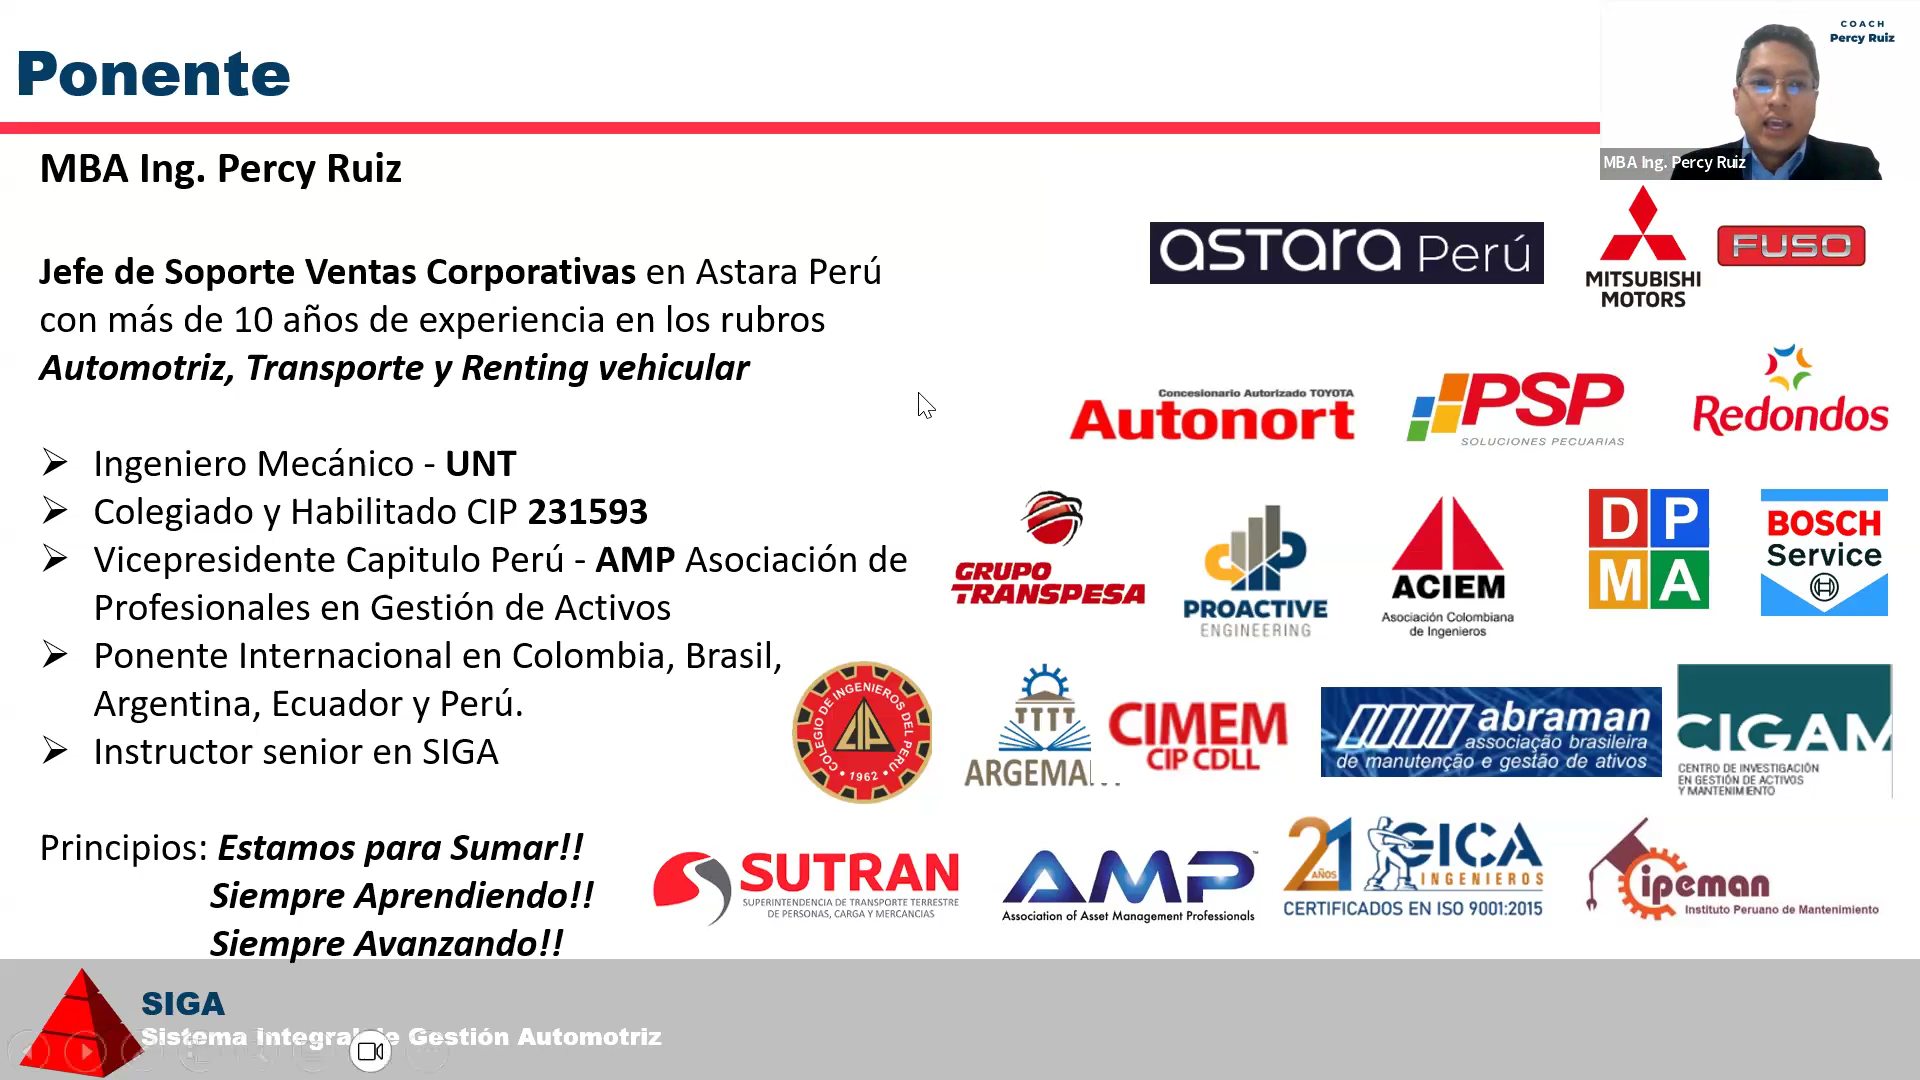 Ponente
COACH
Percy Ruiz
MBA Ing. Percy Ruiz
MBA Ing. Percy Ruiz
Jefe de Soporte Ventas Corporativas en Astara Perú
con más de 10 años de experiencia en los rubros
Automotriz, Transporte y Renting vehicular
Ingeniero Mecánico - UNT
Colegiado y Habilitado CIP 231593
Vicepresidente Capitulo Perú - AMP Asociación de
Profesionales en Gestión de Activos
Ponente Internacional en Colombia, Brasil,
Argentina, Ecuador y Perú.
Instructor senior en SIGA
Principios: Estamos para Sumar!!
Siempre Aprendiendo!!
Siempre Avanzando!!
astara Perú
MITSUBISHI
MOTORS
FUSO
Concesionario Autorizado TOYOTA
Autonort
PSP
SOLUCIONES PECUARIAS
Redondos
GRUPO
TRANSPESA
PROACTIVE
ENGINEERING
ACIEM
Asociación Colombiana
de Ingenieros
DP
MA
BOSCH
Service
COLEGIO DE INGENIEROS DEL PERU
CIP
• 1962 •
ARGEMAN
CIMEM
CIP CDLL
abraman
associação brasileira
de manutenção e gestão de ativos
CIGAM
CENTRO DE INVESTIGACIÓN
EN GESTIÓN DE ACTIVOS
Y MANTENIMIENTO
SUTRAN
SUPERINTENDENCIA DE TRANSPORTE TERRESTRE
DE PERSONAS, CARGA Y MERCANCIAS
AMP™
Association of Asset Management Professionals
21
AÑOS
GICA
INGENIEROS
CERTIFICADOS EN ISO 9001:2015
ipeman
Instituto Peruano de Mantenimiento
SIGA
Sistema Integral de Gestión Automotriz